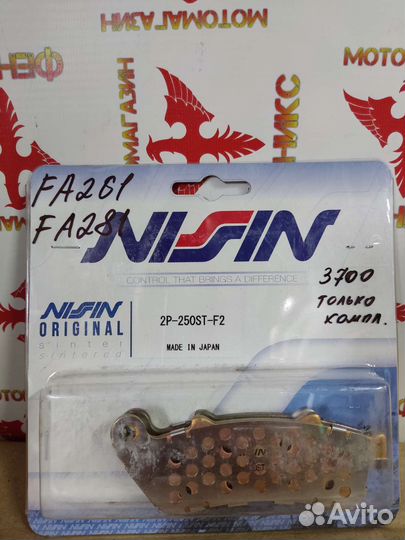 МОТОМАГАЗИН
ФЕНИКС
FA261
FA281
NISSIN
CONTROL THAT BRINGS A DIFFERENCE
3700
только
компл.
NISSIN
ORIGINAL
sinter
sintered
2P-250ST-F2
MADE IN JAPAN
NISSIN
Avito